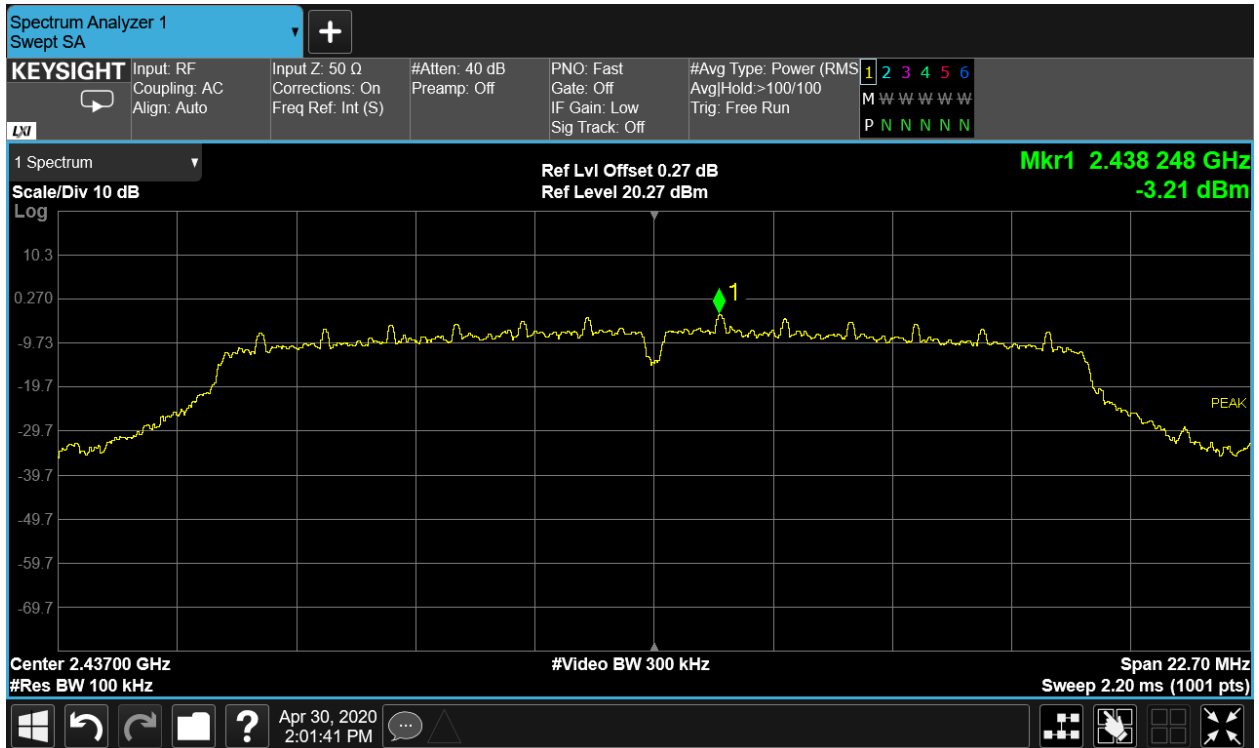 Spectrum Analyzer 1
Swept SA
+
KEYSIGHT
LXI
Input: RF
Coupling: AC
Align: Auto
Input Z: 50 Ω
Corrections: On
Freq Ref: Int (S)
#Atten: 40 dB
Preamp: Off
PNO: Fast
Gate: Off
IF Gain: Low
Sig Track: Off
#Avg Type: Power (RMS
Avg|Hold:>100/100
Trig: Free Run
1 2 3 4 5 6
M W W W W W
P N N N N N
1 Spectrum
Scale/Div 10 dB
Log
Ref Lvl Offset 0.27 dB
Ref Level 20.27 dBm
Mkr1 2.438 248 GHz
-3.21 dBm
10.3
0.270
-9.73
-19.7
-29.7
-39.7
-49.7
-59.7
-69.7
1
PEAK
Center 2.43700 GHz
#Res BW 100 kHz
#Video BW 300 kHz
Span 22.70 MHz
Sweep 2.20 ms (1001 pts)
?
Apr 30, 2020
2:01:41 PM